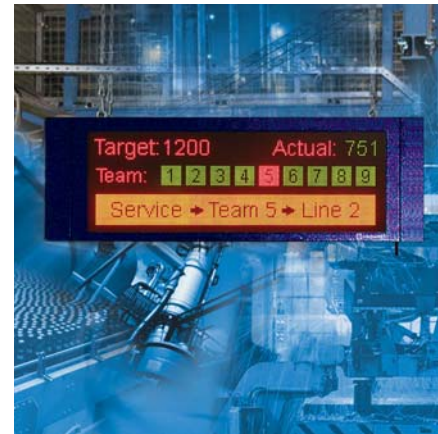 Target: 1200 Actual: 751
Team: 1 2 3 4 5 6 7 8 9
Service → Team 5 → Line 2